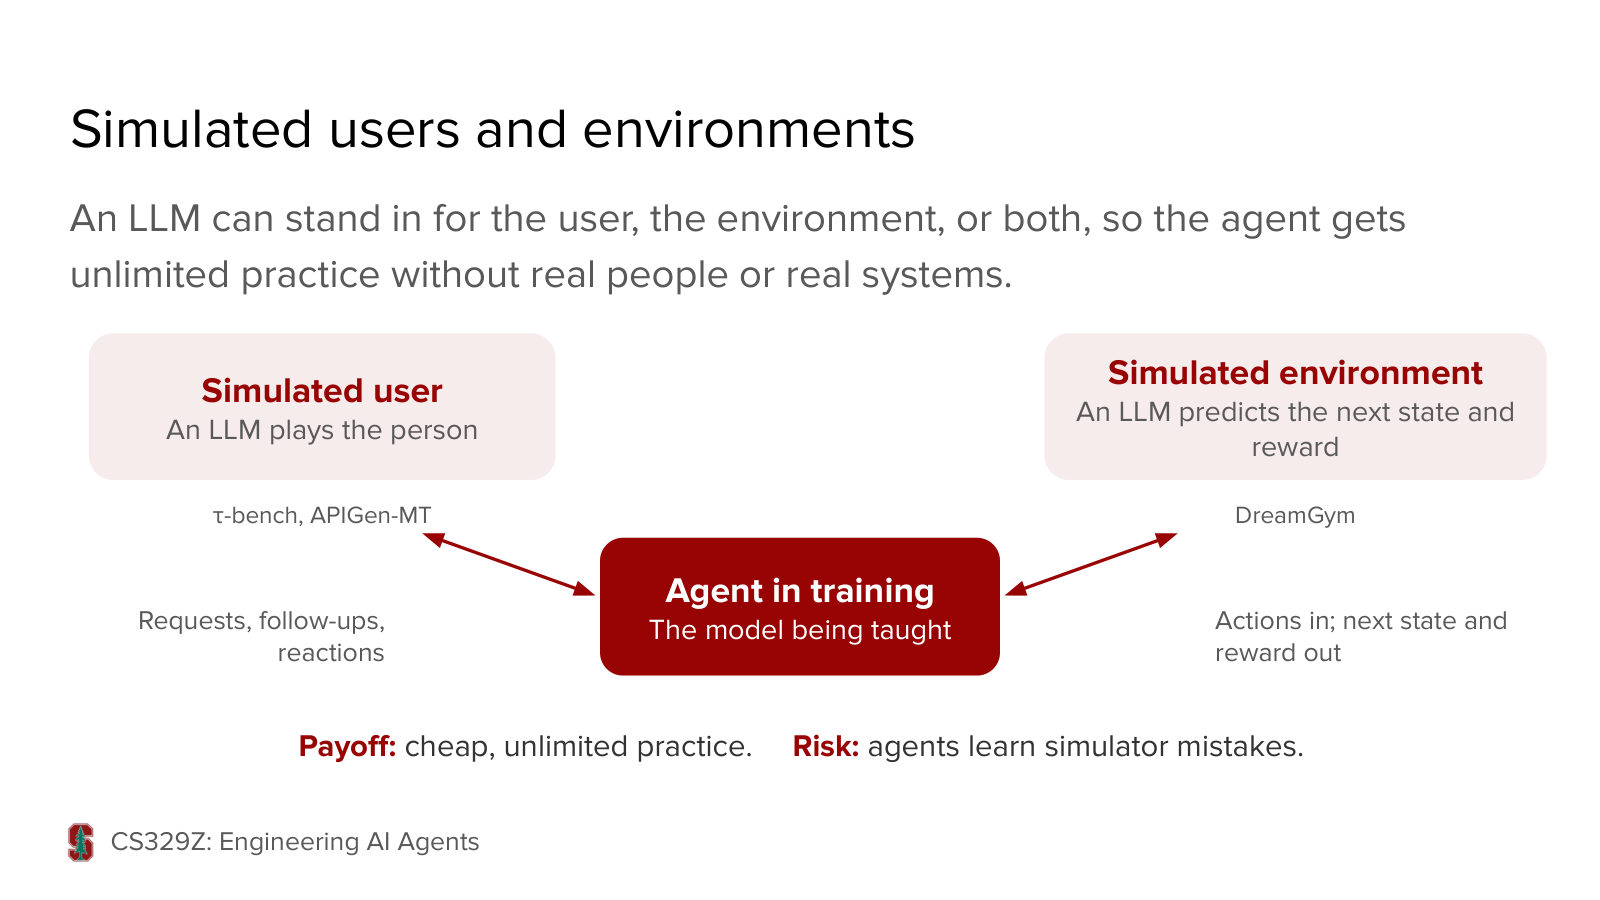 Simulated users and environments
An LLM can stand in for the user, the environment, or both, so the agent gets
unlimited practice without real people or real systems.
Simulated user
An LLM plays the person
Simulated environment
An LLM predicts the next state and
reward
τ-bench, APIGen-MT
DreamGym
Agent in training
The model being taught
Requests, follow-ups,
reactions
Actions in; next state and
reward out
Payoff: cheap, unlimited practice. Risk: agents learn simulator mistakes.
CS329Z: Engineering AI Agents